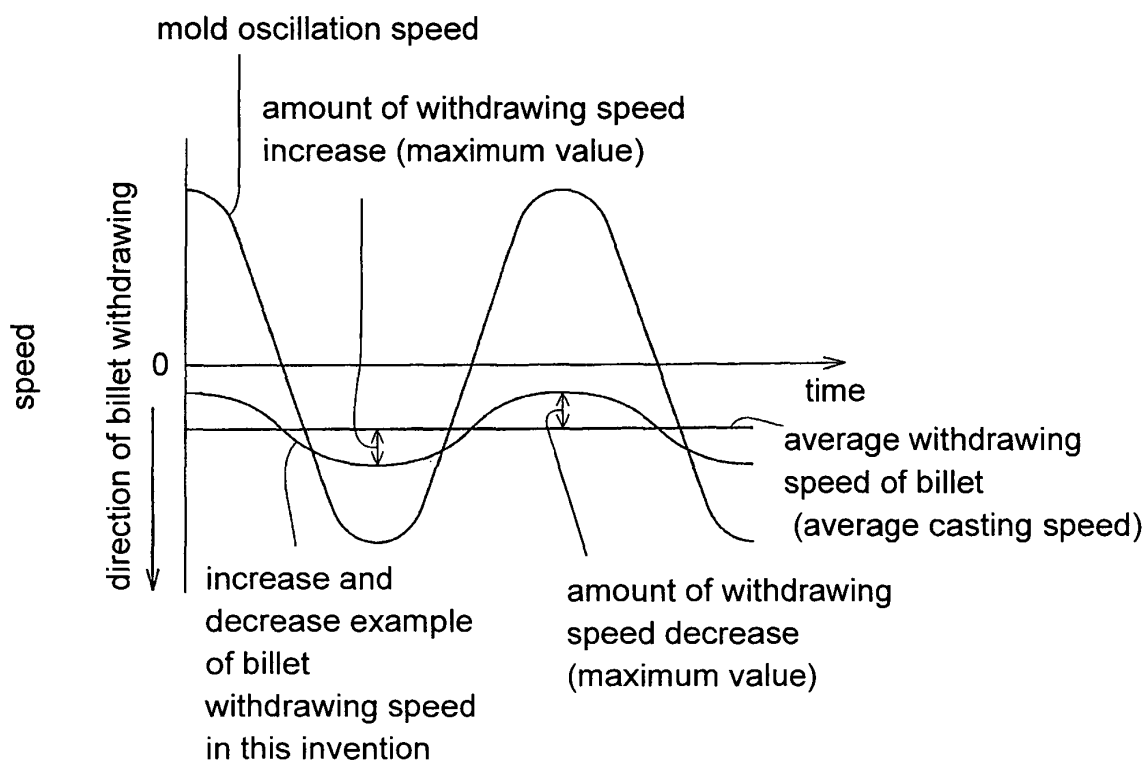 mold oscillation speed
amount of withdrawing speed
increase (maximum value)
speed
direction of billet withdrawing
0
time
average withdrawing
speed of billet
(average casting speed)
increase and
decrease example
of billet
withdrawing speed
in this invention
amount of withdrawing
speed decrease
(maximum value)